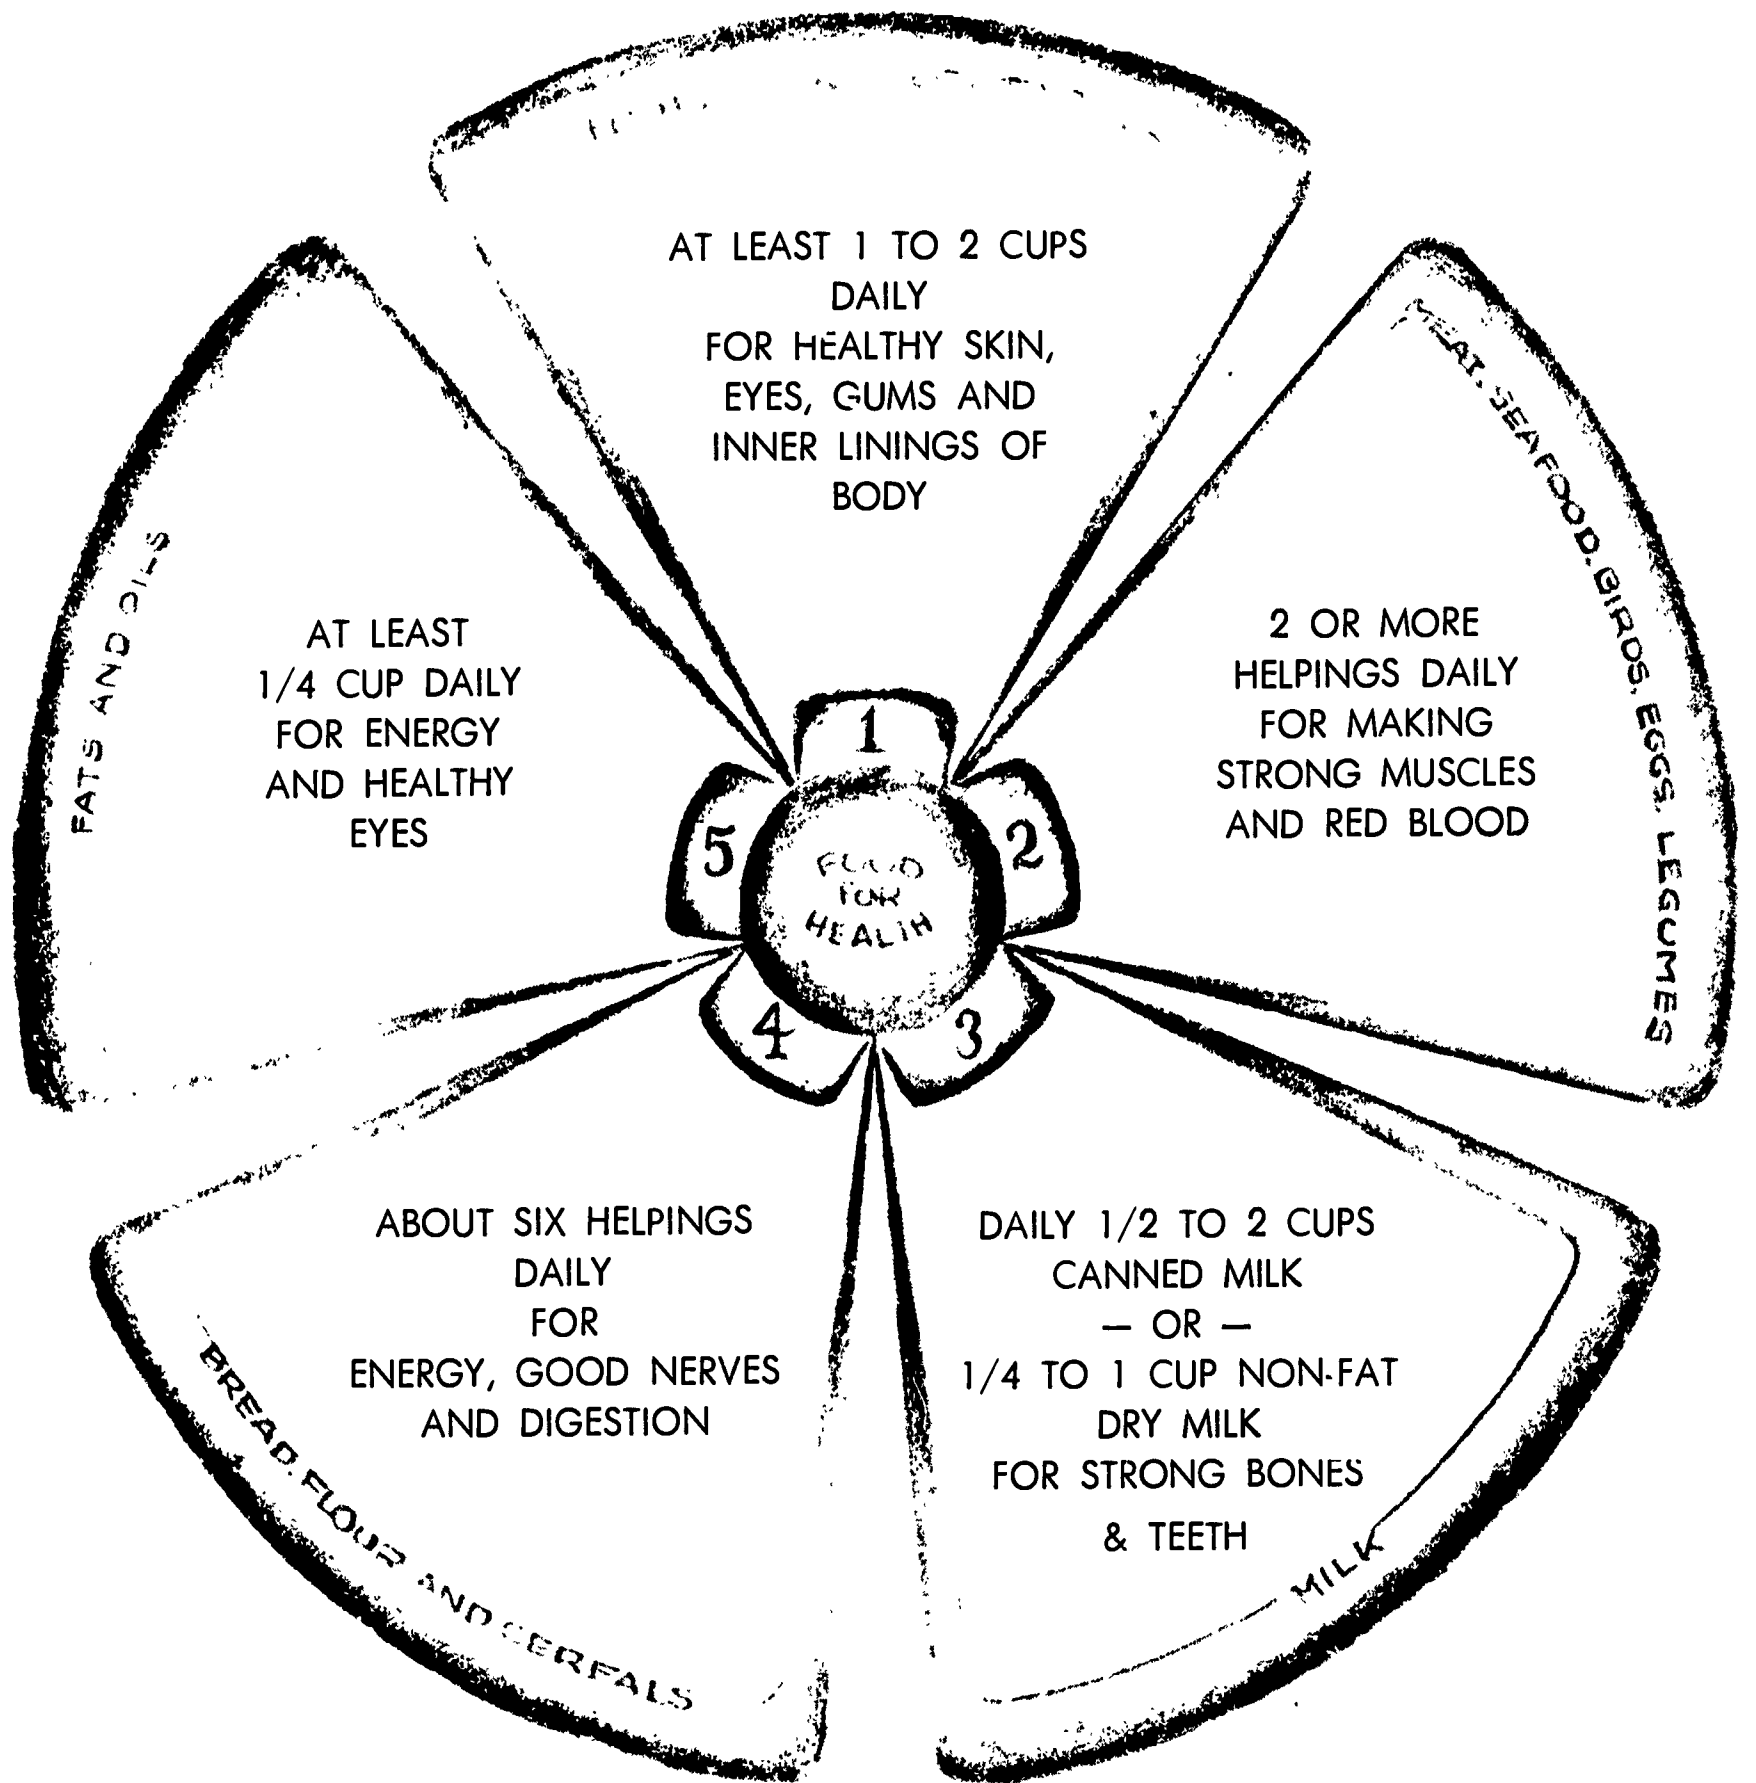 AT LEAST 1 TO 2 CUPS
DAILY
FOR HEALTHY SKIN,
EYES, GUMS AND
INNER LININGS OF
BODY
1
MEAT, SEAFOOD, BIRDS, EGGS, LEGUMES
2 OR MORE
HELPINGS DAILY
FOR MAKING
STRONG MUSCLES
AND RED BLOOD
2
DAILY 1/2 TO 2 CUPS
CANNED MILK
— OR —
1/4 TO 1 CUP NON-FAT
DRY MILK
FOR STRONG BONES
& TEETH
MILK
3
ABOUT SIX HELPINGS
DAILY
FOR
ENERGY, GOOD NERVES
AND DIGESTION
BREAD, FLOUR AND CEREALS
4
FATS AND OILS
AT LEAST
1/4 CUP DAILY
FOR ENERGY
AND HEALTHY
EYES
5
FOOD
FOR
HEALTH